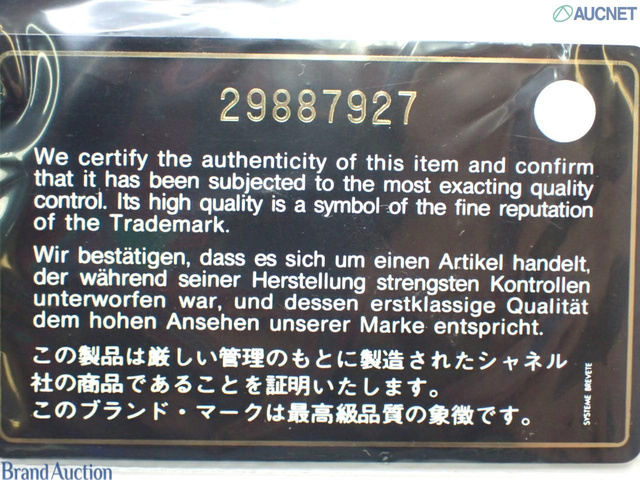 AUCNET
29887927
We certify the authenticity of this item and confirm
that it has been subjected to the most exacting quality
control. Its high quality is a symbol of the fine reputation
of the Trademark.
Wir bestätigen, dass es sich um einen Artikel handelt,
der während seiner Herstellung strengsten Kontrollen
unterworfen war, und dessen erstklassige Qualität
dem hohen Ansehen unserer Marke entspricht.
この製品は厳しい管理のもとに製造されたシャネル
社の商品であることを証明いたします。
このブランド・マークは最高級品質の象徴です。
SYSTEME BREVETE
Brand Auction